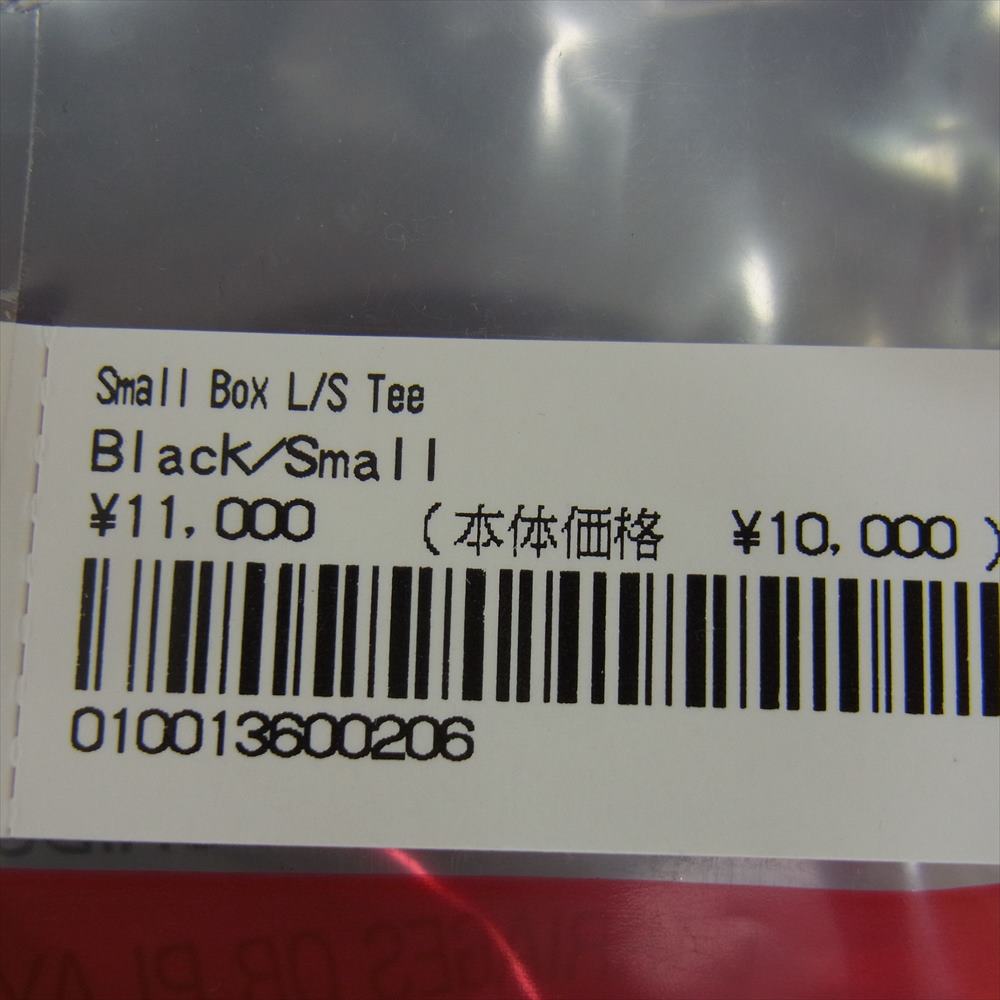 Small Box L/S Tee
Black/Small
¥11,000 (本体価格 ¥10,000)
010013600206